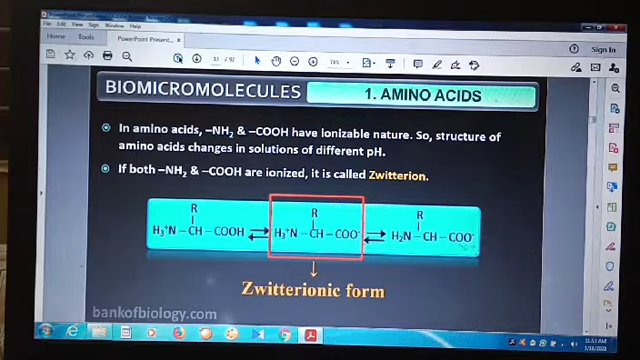 PowerPoint Present...
File Edit View Sign Window Help
Home Tools PowerPoint Present... Sign In
BIOMICROMOLECULES 1. AMINO ACIDS
In amino acids, –NH₂ & –COOH have ionizable nature. So, structure of
amino acids changes in solutions of different pH.
If both –NH₂ & –COOH are ionized, it is called Zwitterion.
R R R
H₃⁺N – CH – COOH H₃⁺N – CH – COO⁻ H₂N – CH – COO⁻
Zwitterionic form
bankofbiology.com